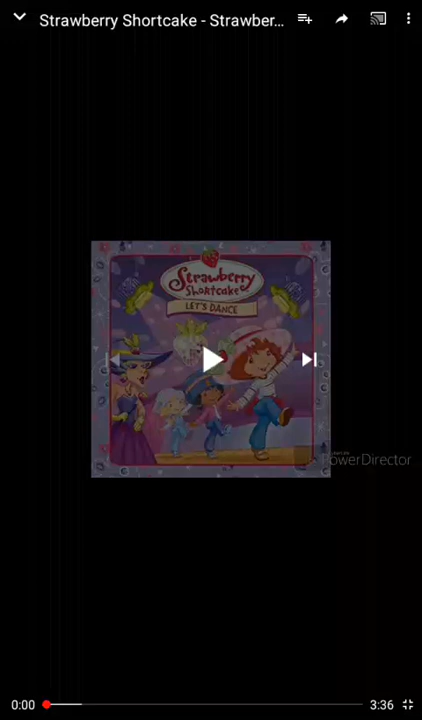 Strawberry Shortcake - Strawber...
Strawberry
Shortcake
LET'S DANCE
PowerDirector
0:00
3:36